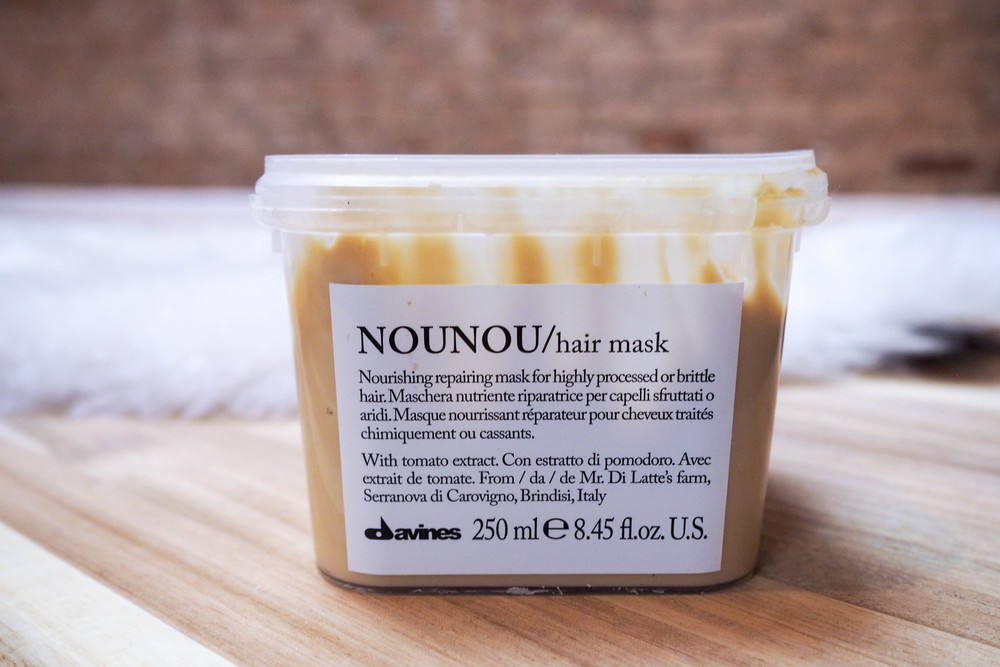 NOUNOU/hair mask
Nourishing repairing mask for highly processed or brittle
hair. Maschera nutriente riparatrice per capelli sfruttati o
aridi. Masque nourrissant réparateur pour cheveux traités
chimiquement ou cassants.
With tomato extract. Con estratto di pomodoro. Avec
extrait de tomate. From / da / de Mr. Di Latte's farm,
Serranova di Carovigno, Brindisi, Italy
davines 250 ml ℮ 8.45 fl.oz. U.S.